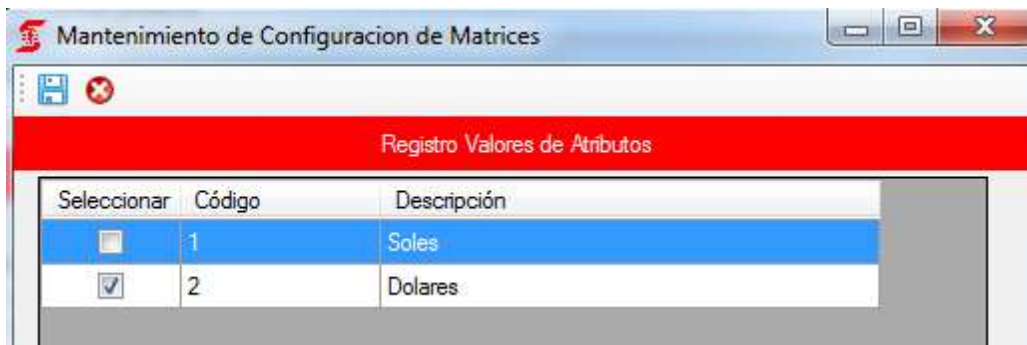 Mantenimiento de Configuracion de Matrices
Registro Valores de Atributos
Seleccionar Código Descripción
1 Soles
2 Dolares